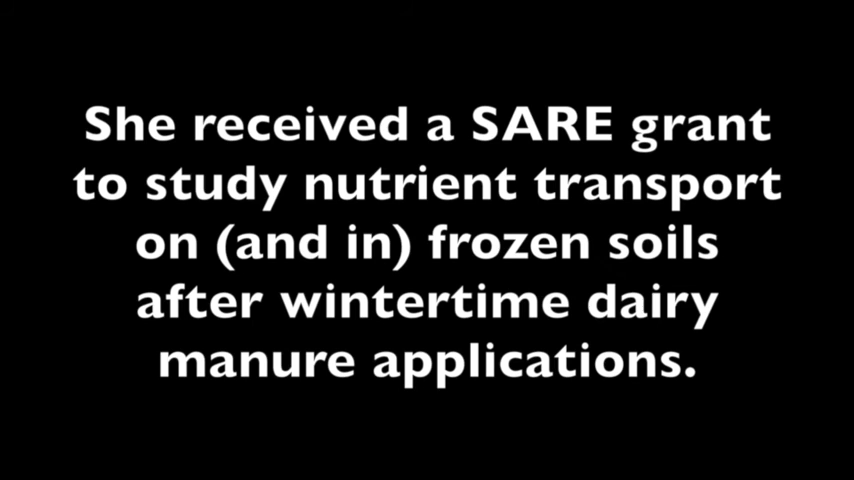 She received a SARE grant
to study nutrient transport
on (and in) frozen soils
after wintertime dairy
manure applications.